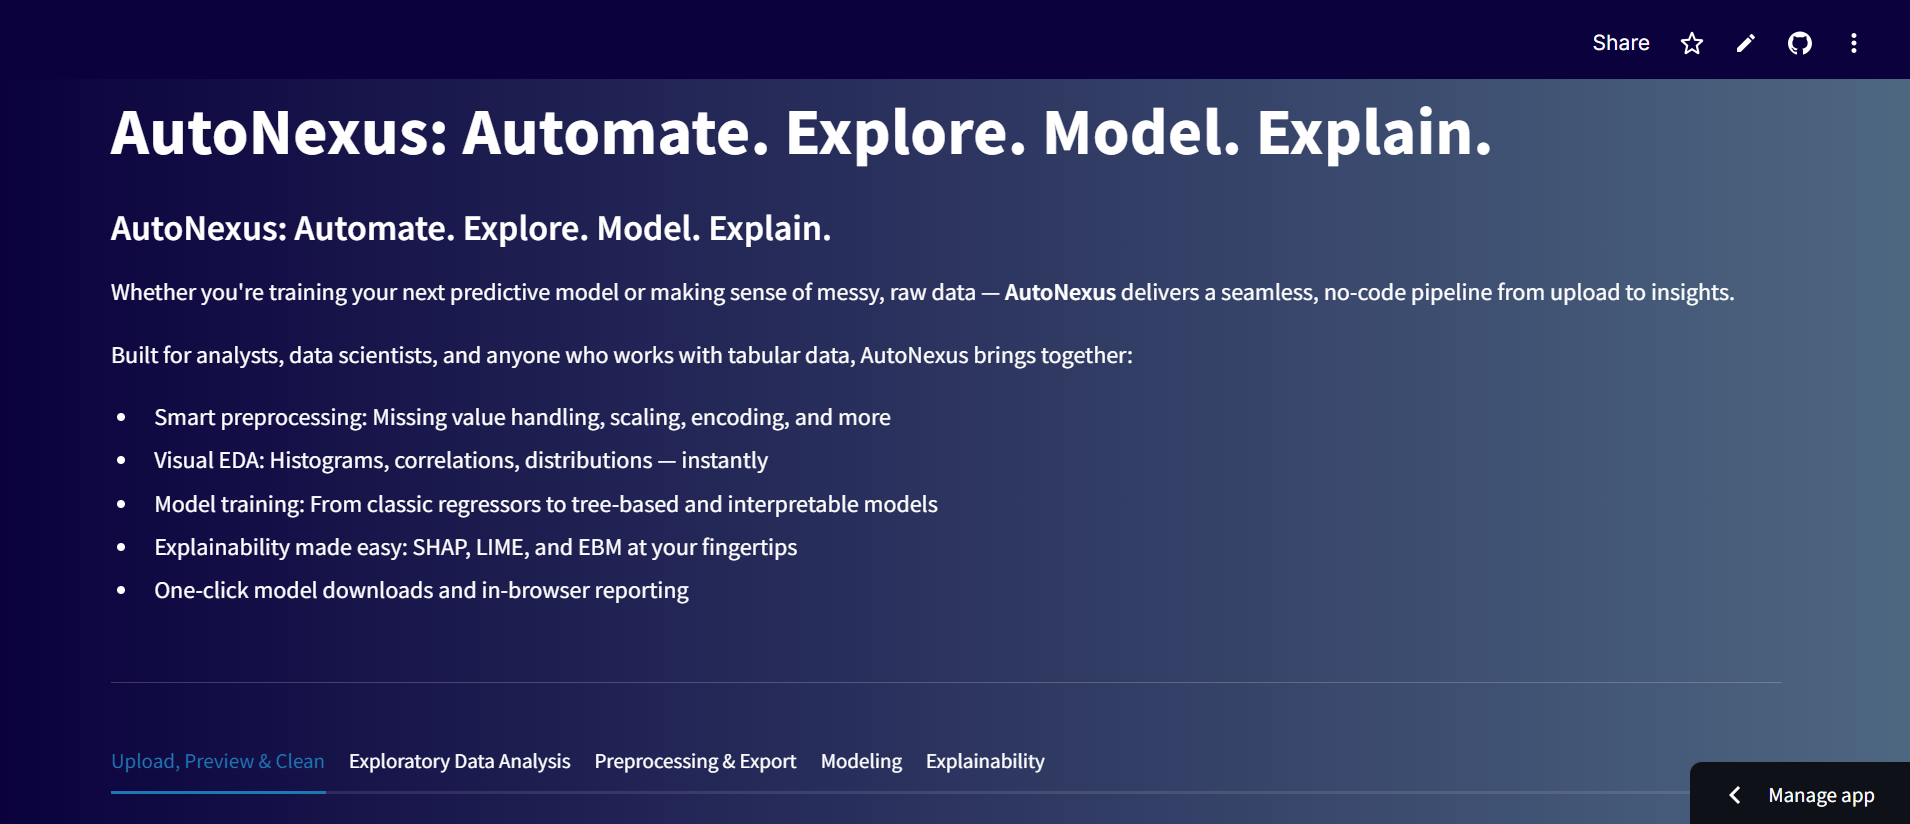 Share
AutoNexus: Automate. Explore. Model. Explain.
AutoNexus: Automate. Explore. Model. Explain.
Whether you're training your next predictive model or making sense of messy, raw data — AutoNexus delivers a seamless, no-code pipeline from upload to insights.
Built for analysts, data scientists, and anyone who works with tabular data, AutoNexus brings together:
• Smart preprocessing: Missing value handling, scaling, encoding, and more
• Visual EDA: Histograms, correlations, distributions — instantly
• Model training: From classic regressors to tree-based and interpretable models
• Explainability made easy: SHAP, LIME, and EBM at your fingertips
• One-click model downloads and in-browser reporting
Upload, Preview & Clean Exploratory Data Analysis Preprocessing & Export Modeling Explainability
Manage app